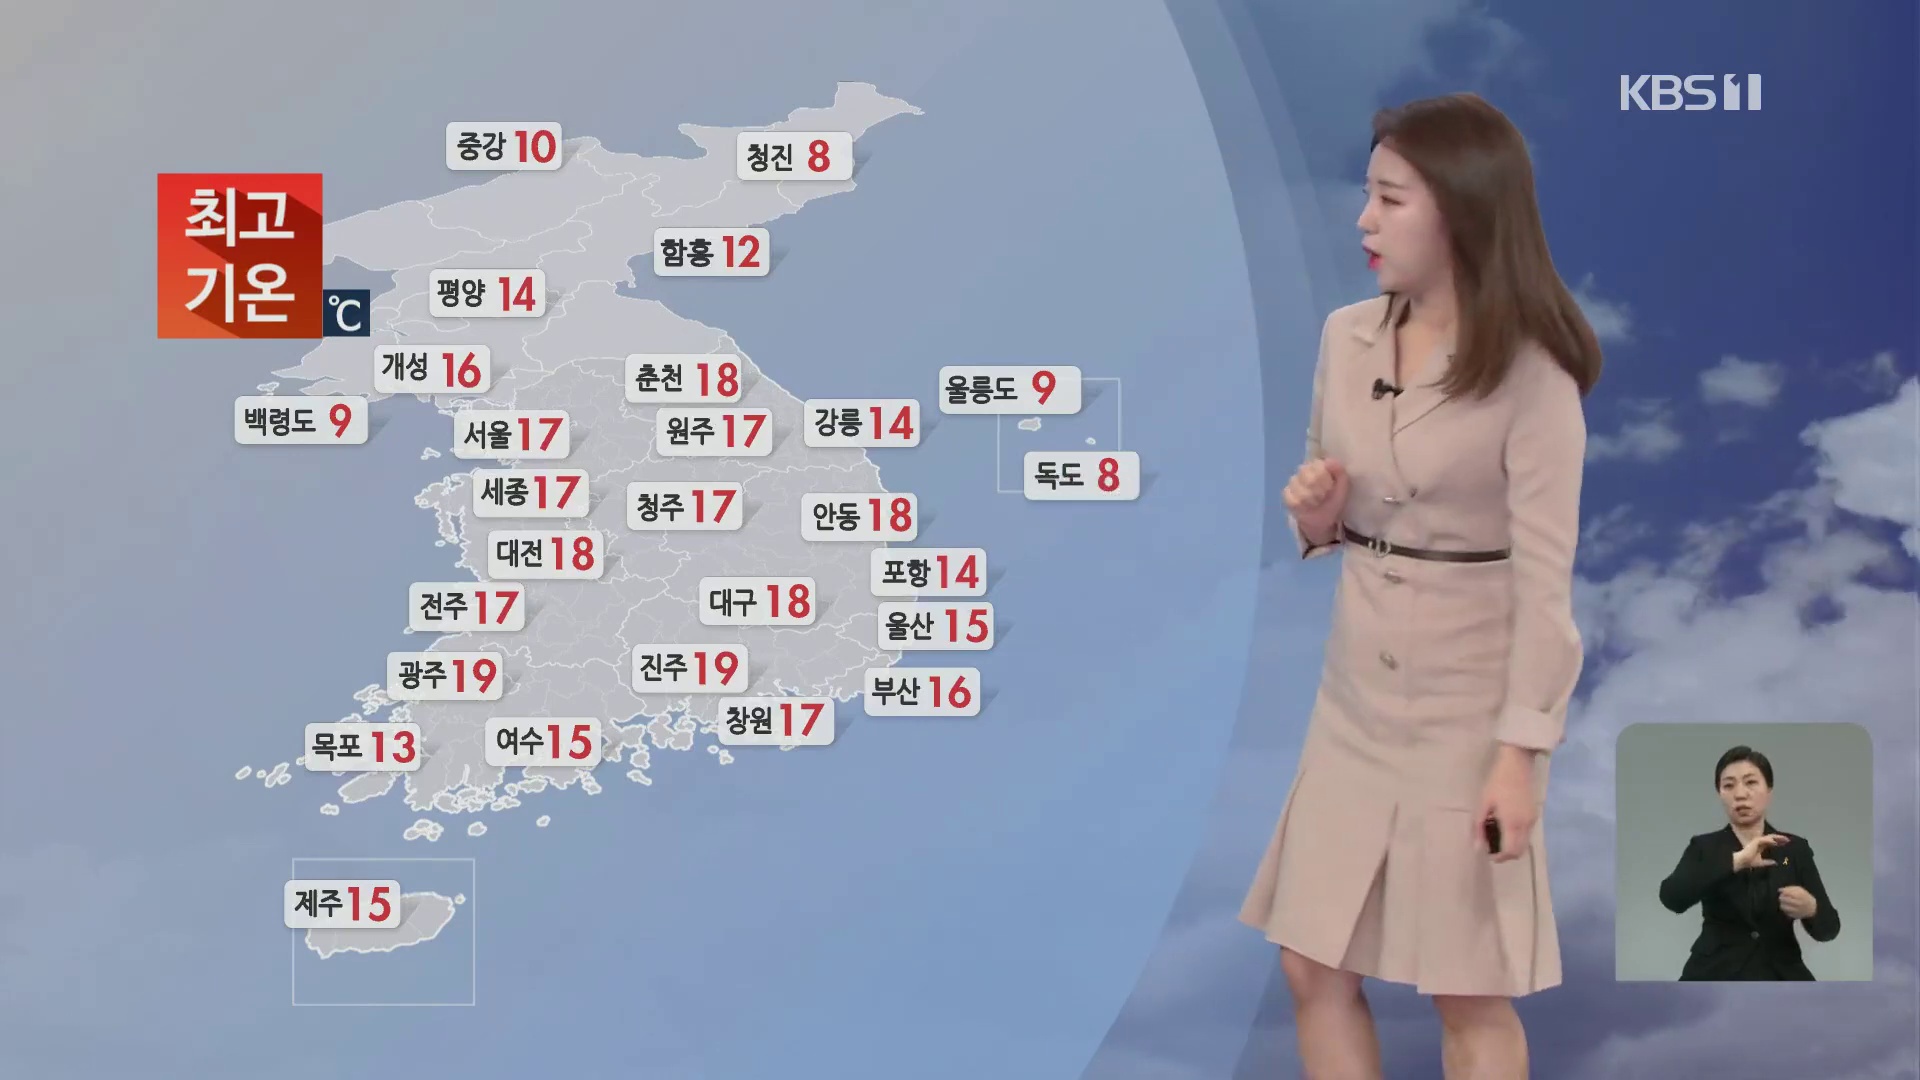 KBS 1
최고
기온
℃
중강 10
청진 8
함흥 12
평양 14
개성 16
춘천 18
백령도 9
서울 17
원주 17
강릉 14
울릉도 9
독도 8
세종 17
청주 17
안동 18
대전 18
포항 14
전주 17
대구 18
울산 15
광주 19
진주 19
부산 16
창원 17
목포 13
여수 15
제주 15